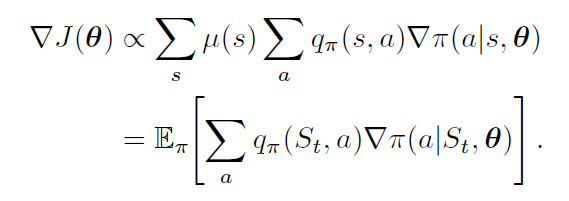 ∇J(θ) ∝ ∑_s μ(s) ∑_a q_π(s, a)∇π(a|s, θ)
= 𝔼_π[∑_a q_π(S_t, a)∇π(a|S_t, θ)].